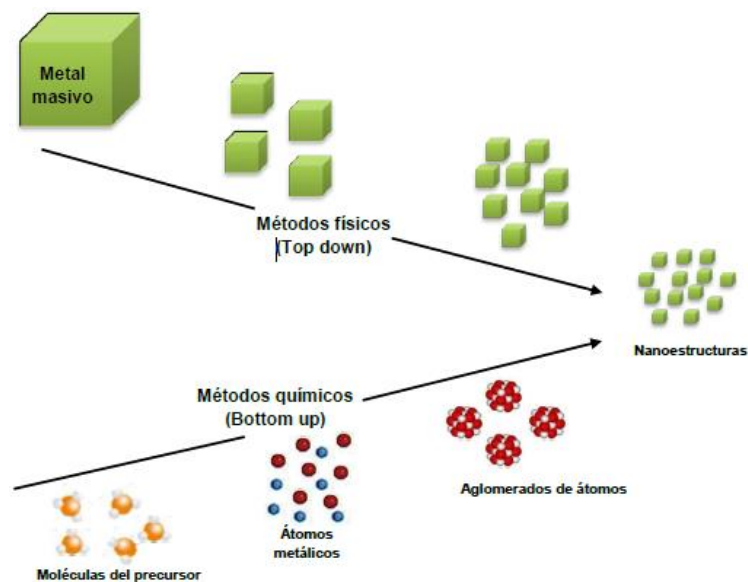 Metal
masivo
Métodos físicos
(Top down)
Nanoestructuras
Métodos químicos
(Bottom up)
Aglomerados de átomos
Átomos
metálicos
Moléculas del precursor